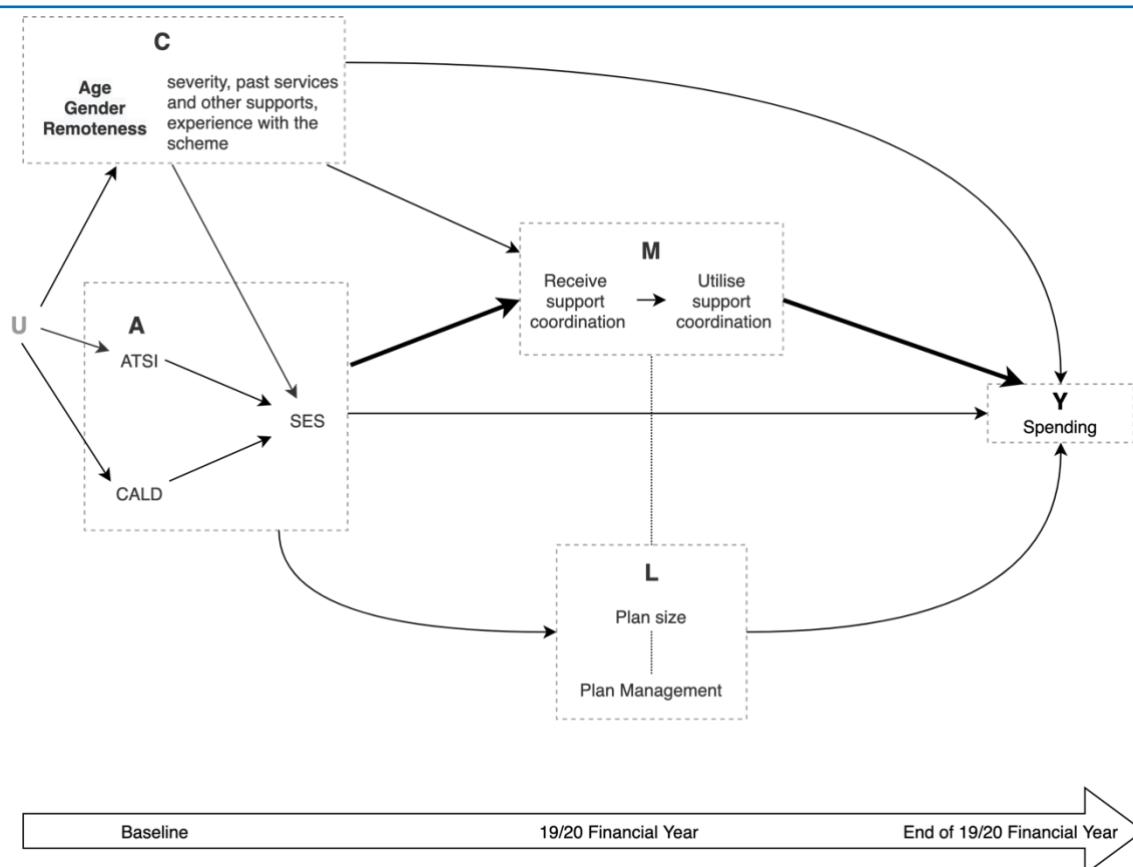 C
Age
Gender
Remoteness
severity, past services
and other supports,
experience with the
scheme
U
A
ATSI
SES
CALD
M
Receive
support
coordination
Utilise
support
coordination
Y
Spending
L
Plan size
Plan Management
Baseline
19/20 Financial Year
End of 19/20 Financial Year